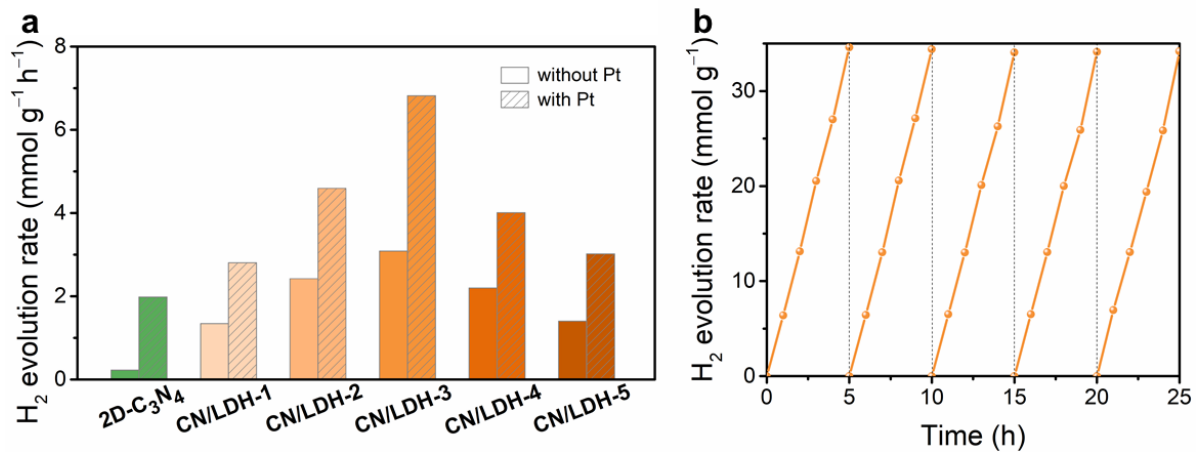 a
H₂ evolution rate (mmol g⁻¹ h⁻¹)
8
6
4
2
0
without Pt
with Pt
2D-C₃N₄
CN/LDH-1
CN/LDH-2
CN/LDH-3
CN/LDH-4
CN/LDH-5
b
H₂ evolution rate (mmol g⁻¹)
30
20
10
0
0 5 10 15 20 25
Time (h)